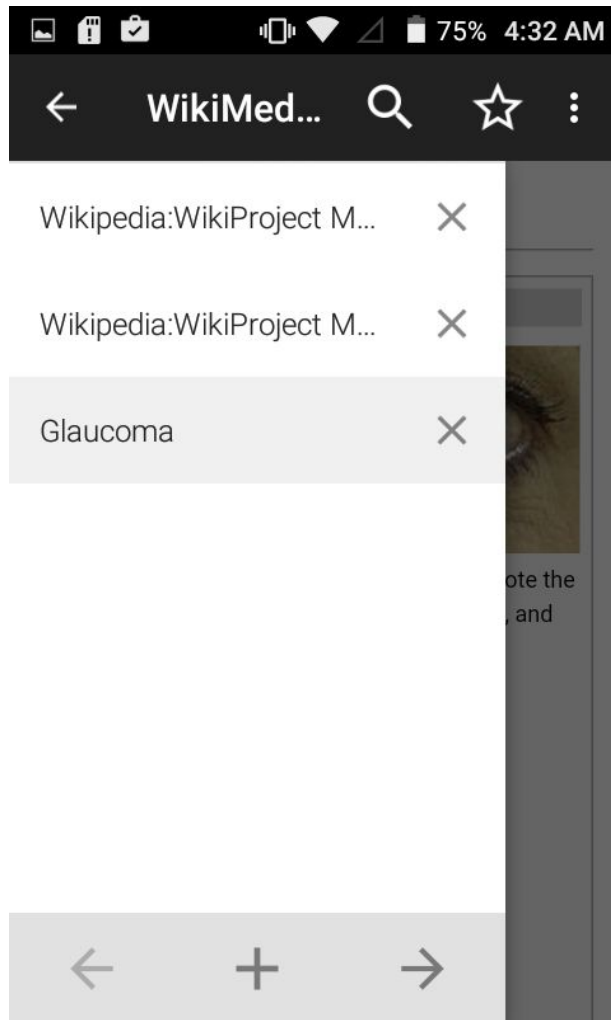 75% 4:32 AM
WikiMed...
Wikipedia:WikiProject M...
Wikipedia:WikiProject M...
Glaucoma
ote the
, and